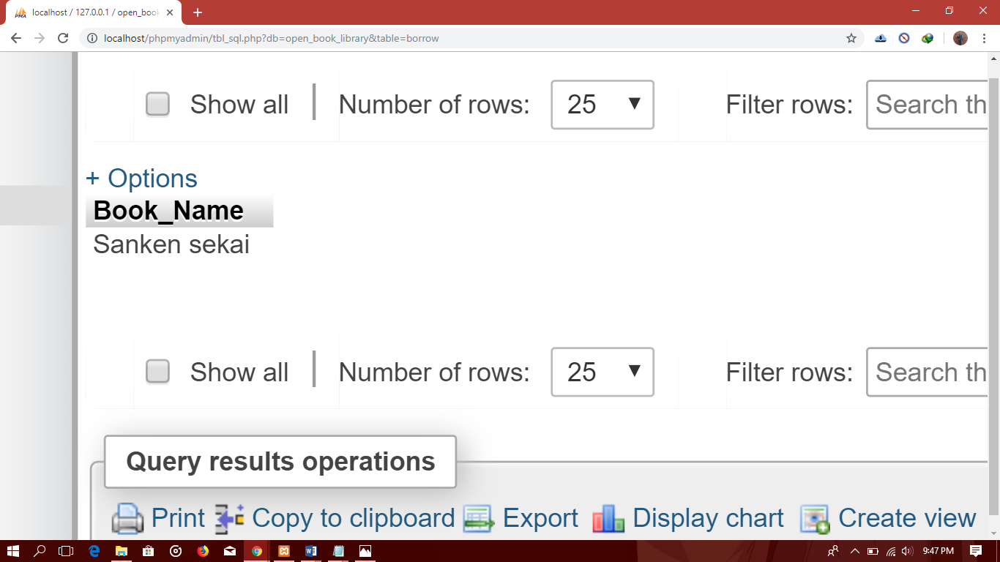 localhost / 127.0.0.1 / open_book
localhost/phpmyadmin/tbl_sql.php?db=open_book_library&table=borrow
Show all | Number of rows: 25 Filter rows: Search th
+ Options
Book_Name
Sanken sekai
Show all | Number of rows: 25 Filter rows: Search th
Query results operations
Print Copy to clipboard Export Display chart Create view
9:47 PM